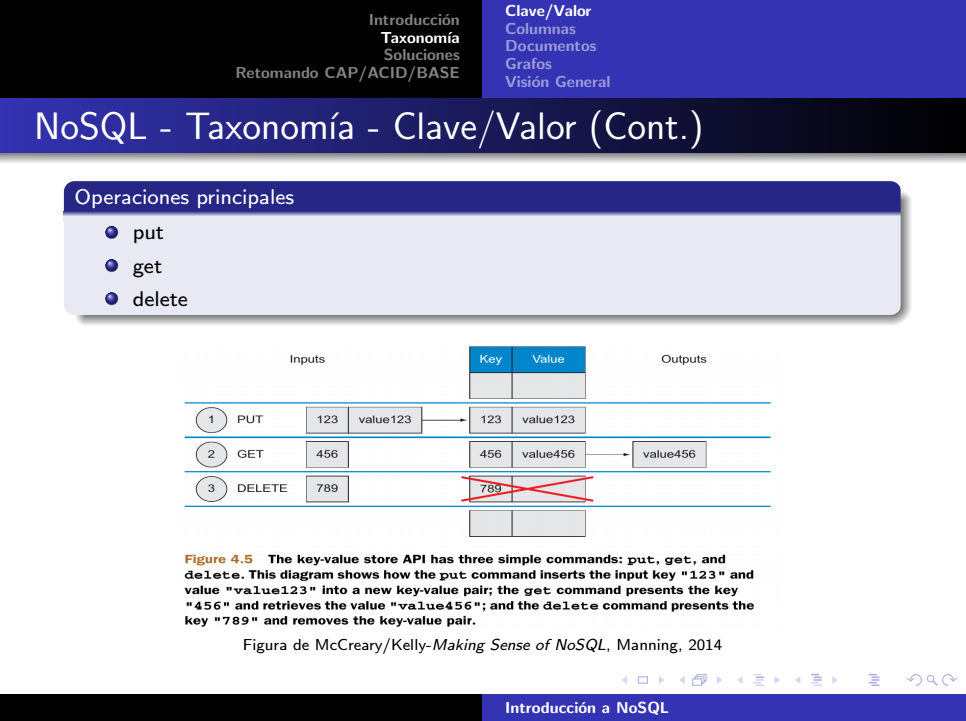 Introducción
Taxonomía
Soluciones
Retomando CAP/ACID/BASE
Clave/Valor
Columnas
Documentos
Grafos
Visión General
NoSQL - Taxonomía - Clave/Valor (Cont.)
Operaciones principales
put
get
delete
Inputs Key Value Outputs
1 PUT 123 value123 123 value123
2 GET 456 456 value456 value456
3 DELETE 789 789
Figure 4.5 The key-value store API has three simple commands: put, get, and
delete. This diagram shows how the put command inserts the input key "123" and
value "value123" into a new key-value pair; the get command presents the key
"456" and retrieves the value "value456"; and the delete command presents the
key "789" and removes the key-value pair.
Figura de McCreary/Kelly-Making Sense of NoSQL, Manning, 2014
Introducción a NoSQL